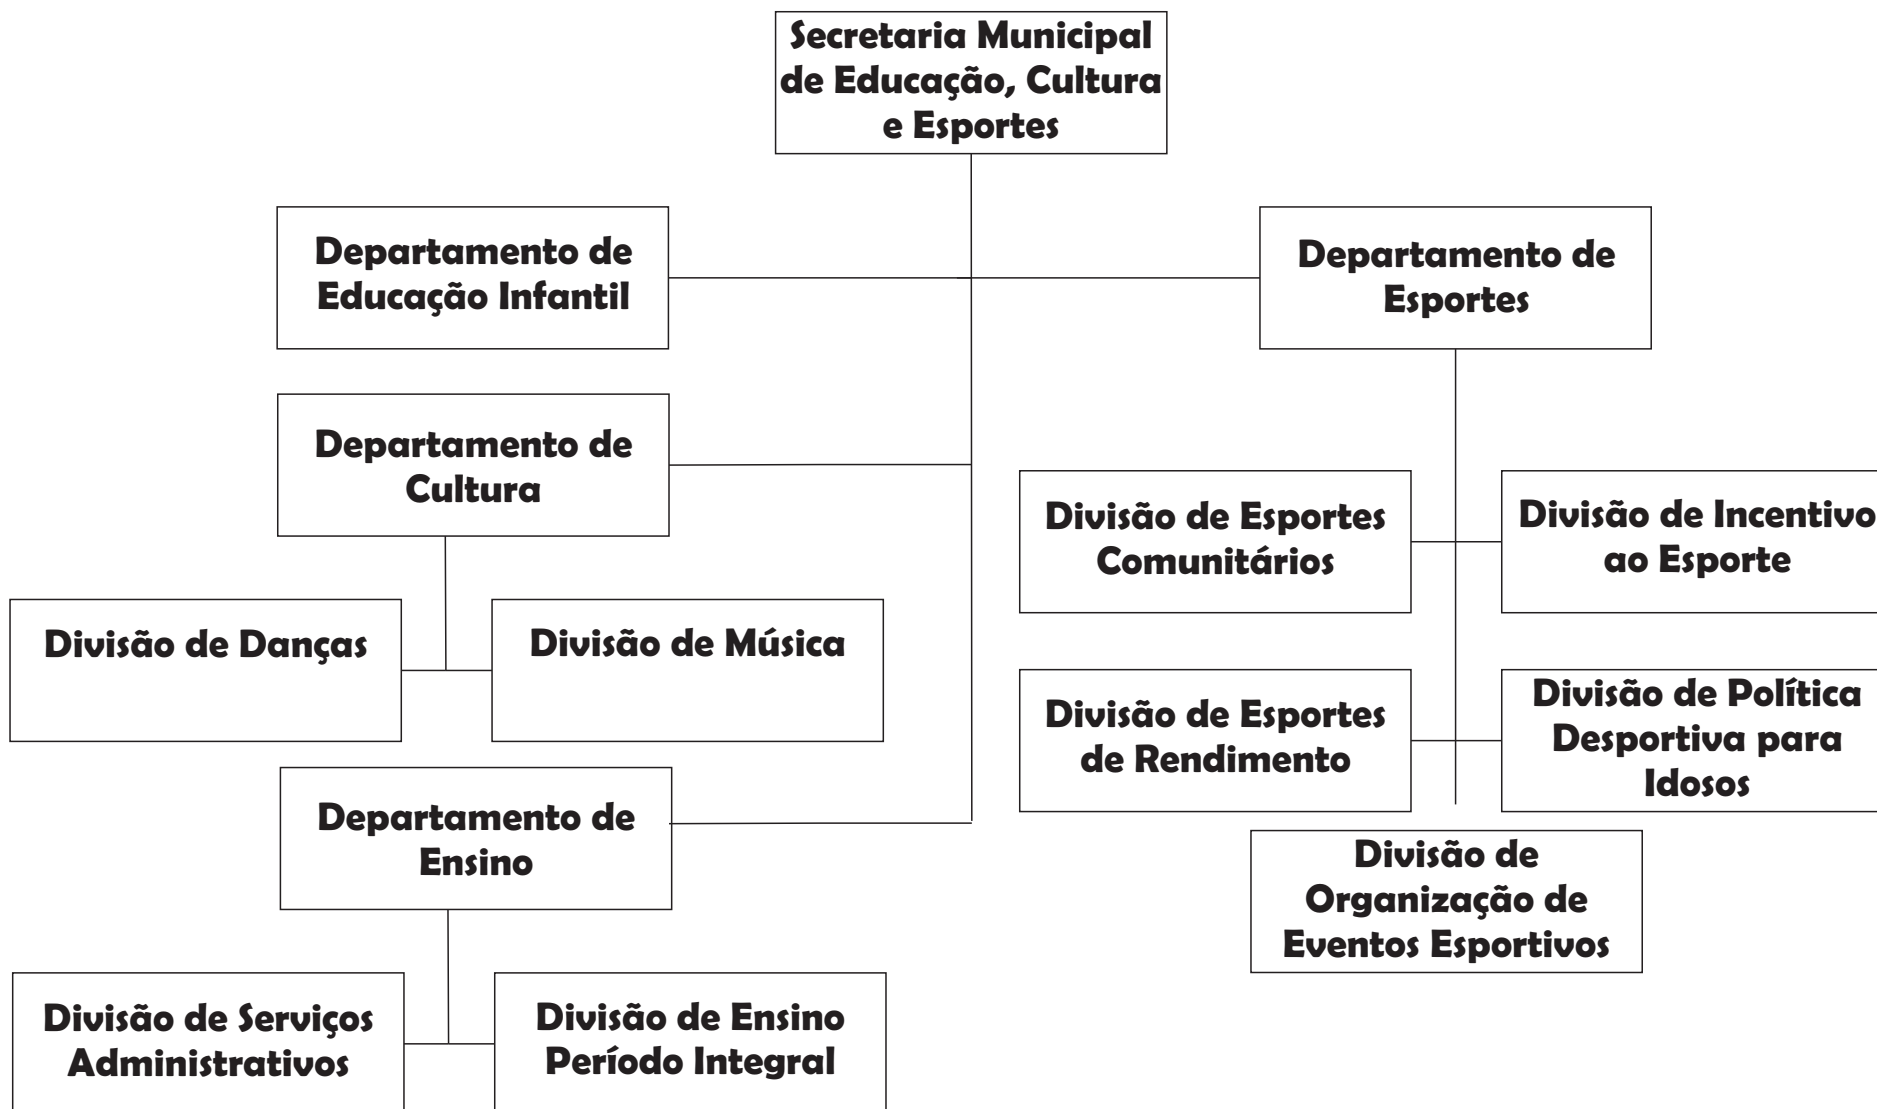 Secretaria Municipal
de Educação, Cultura
e Esportes
Departamento de
Educação Infantil
Departamento de
Esportes
Departamento de
Cultura
Divisão de Esportes
Comunitários
Divisão de Incentivo
ao Esporte
Divisão de Danças
Divisão de Música
Divisão de Esportes
de Rendimento
Divisão de Política
Desportiva para
Idosos
Departamento de
Ensino
Divisão de
Organização de
Eventos Esportivos
Divisão de Serviços
Administrativos
Divisão de Ensino
Período Integral